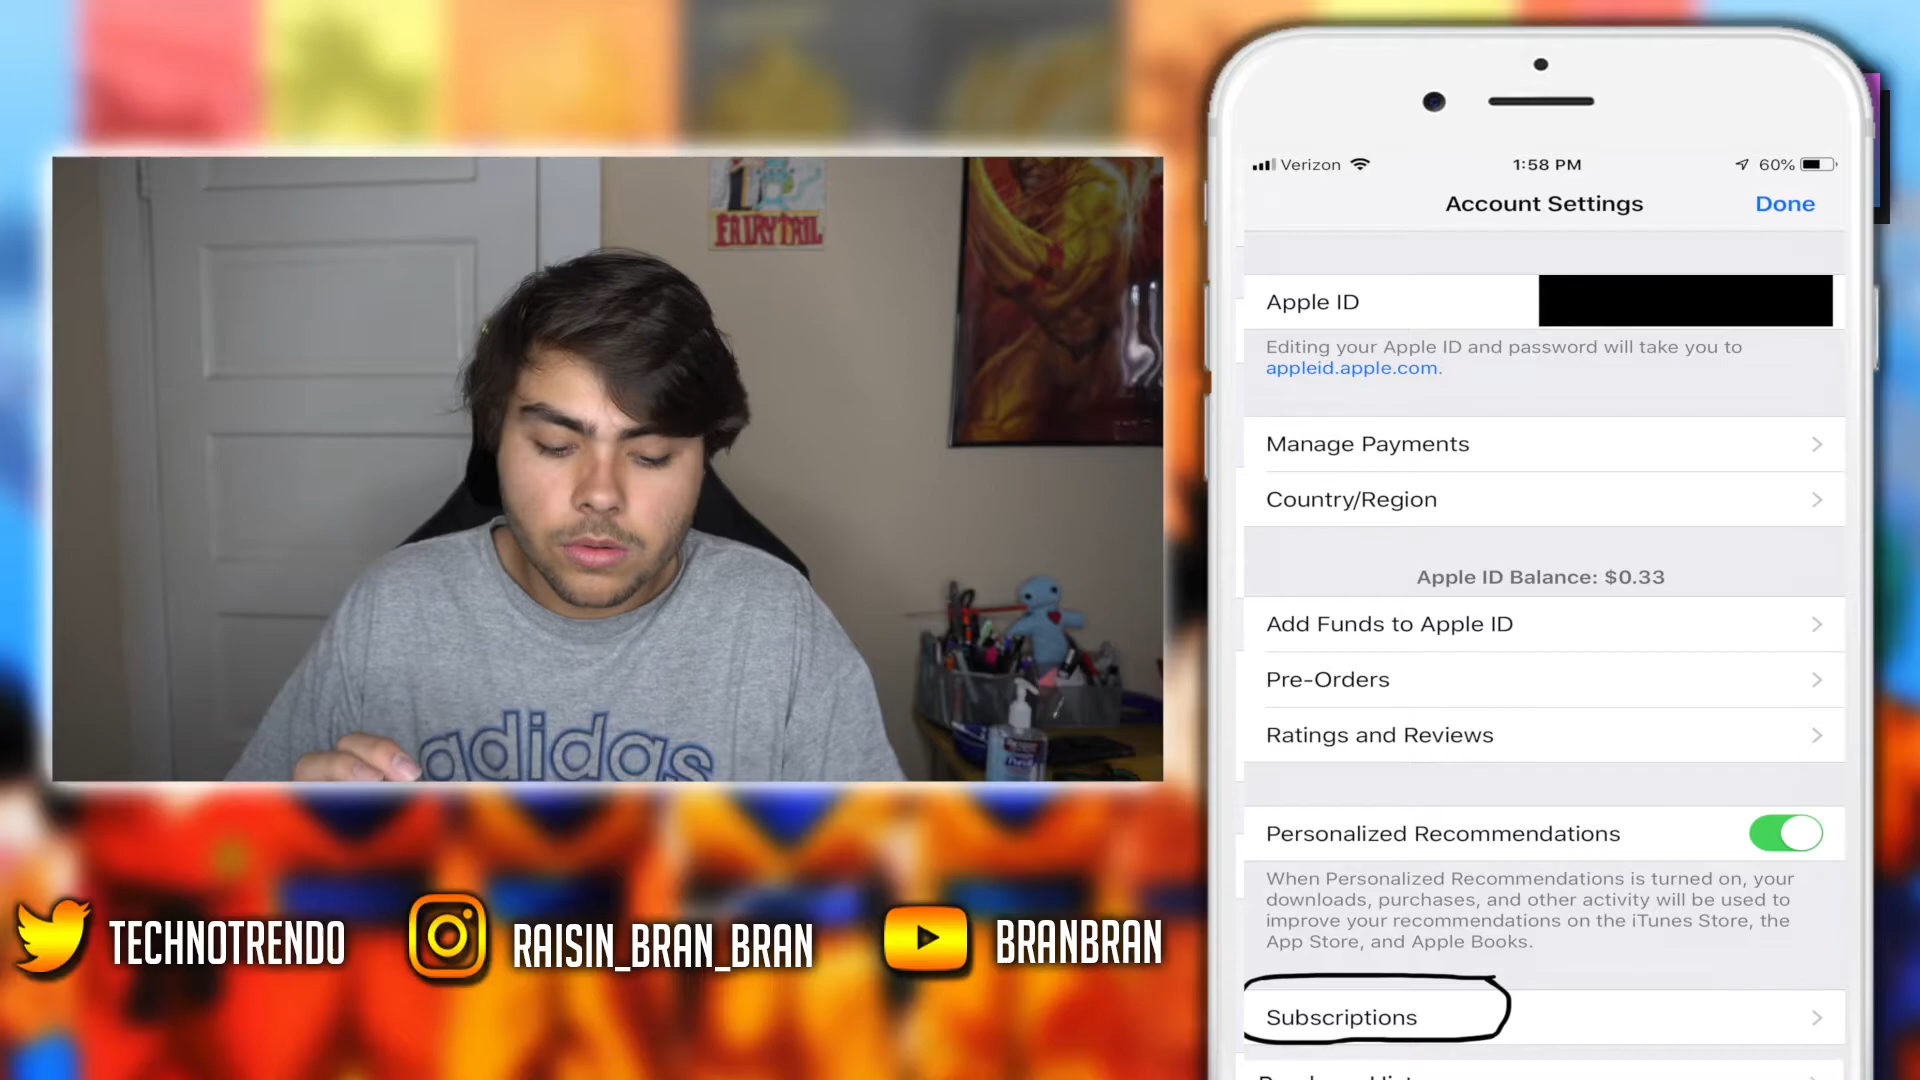 FAIRY TAIL
adidas
TECHNOTRENDO
RAISIN_BRAN_BRAN
BRANBRAN
Verizon
1:58 PM
60%
Account Settings
Done
Apple ID
Editing your Apple ID and password will take you to
appleid.apple.com.
Manage Payments
Country/Region
Apple ID Balance: $0.33
Add Funds to Apple ID
Pre-Orders
Ratings and Reviews
Personalized Recommendations
When Personalized Recommendations is turned on, your
downloads, purchases, and other activity will be used to
improve your recommendations on the iTunes Store, the
App Store, and Apple Books.
Subscriptions